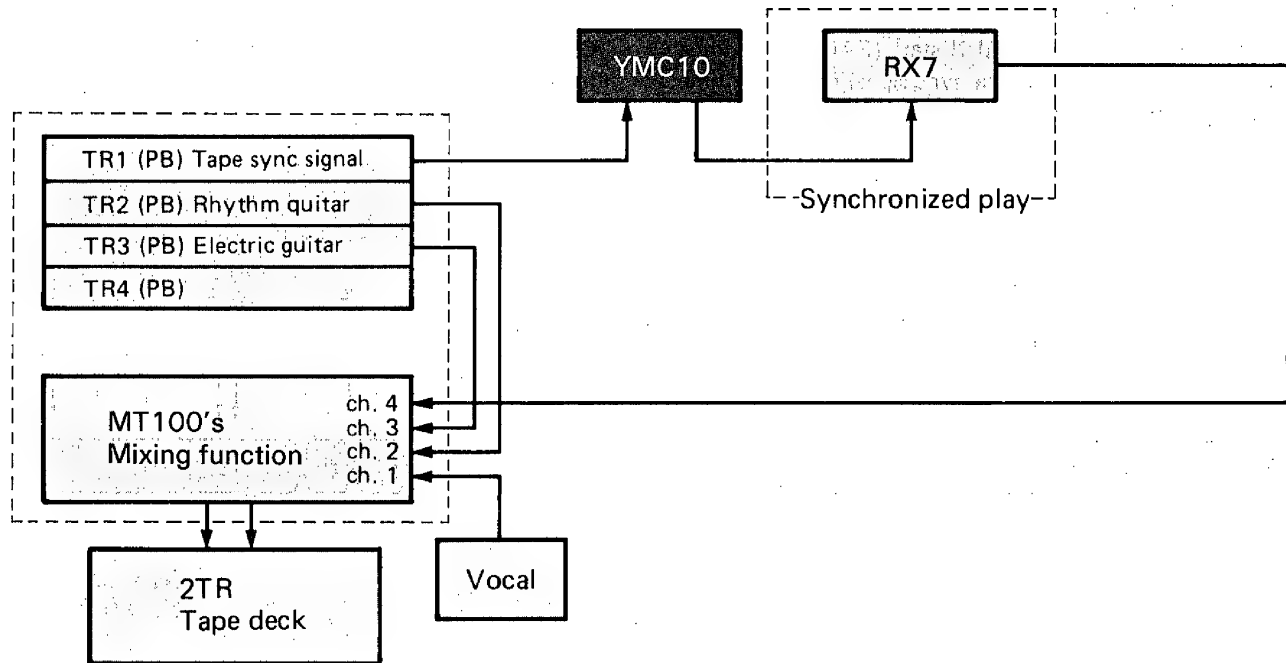 YMC10
RX7
TR1 (PB) Tape sync signal
TR2 (PB) Rhythm quitar
TR3 (PB) Electric guitar
TR4 (PB)
Synchronized play
MT100's
Mixing function
ch. 4
ch. 3
ch. 2
ch. 1
2TR
Tape deck
Vocal